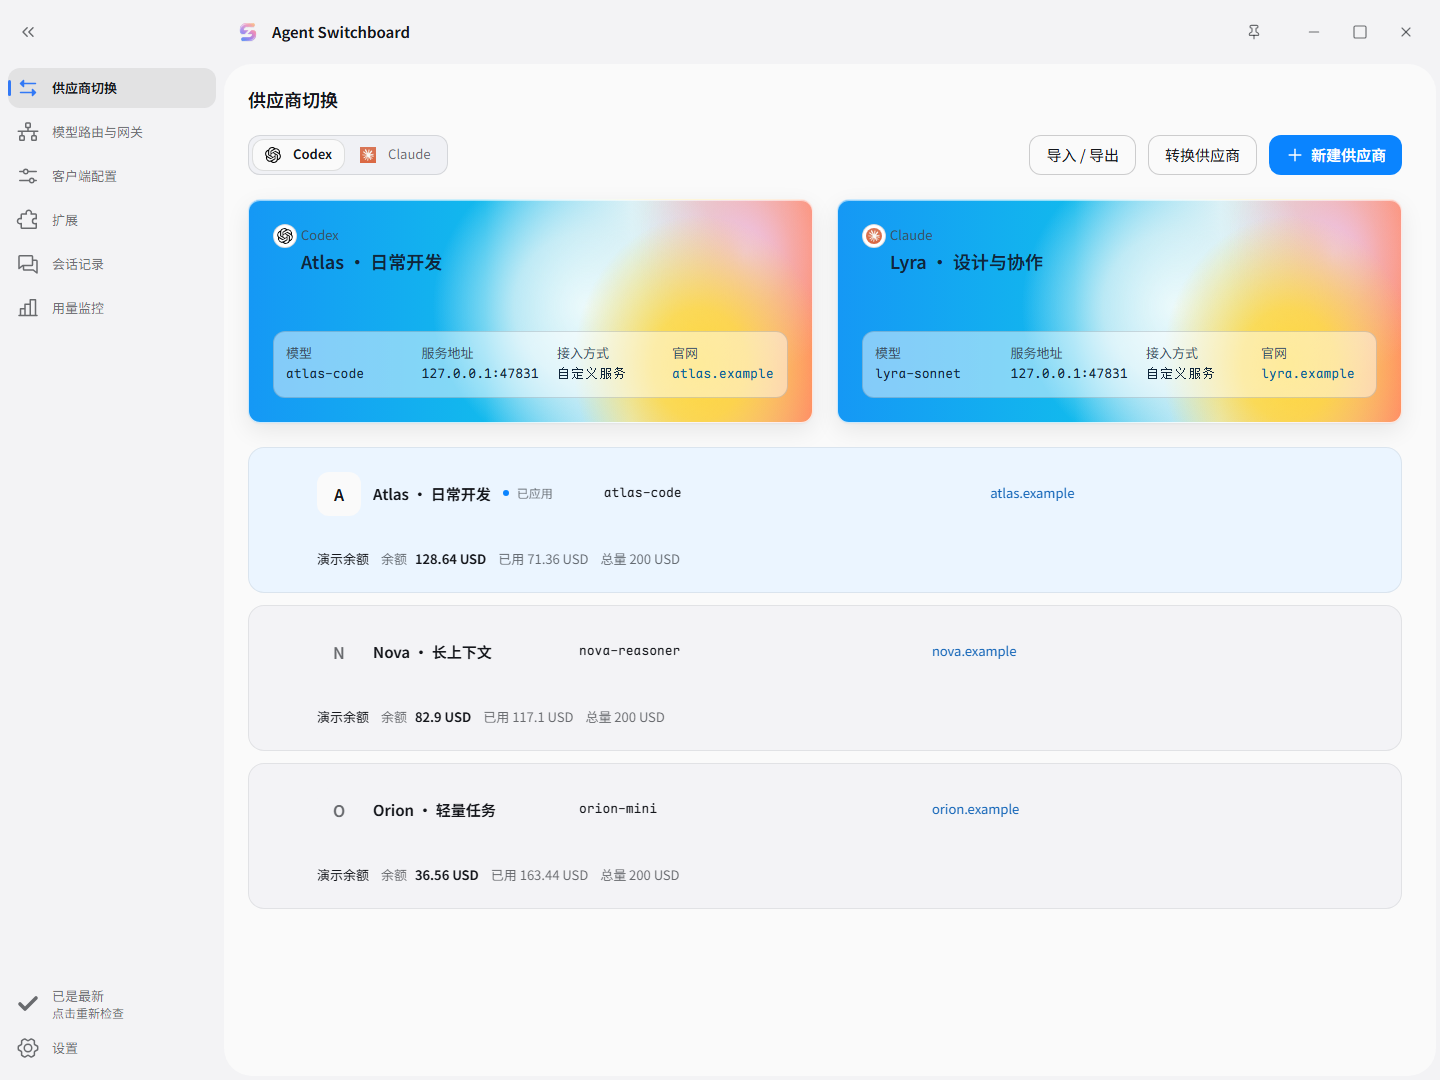 Agent Switchboard
供应商切换
模型路由与网关
客户端配置
扩展
会话记录
用量监控
已是最新
点击重新检查
设置
供应商切换
Codex
Claude
导入 / 导出
转换供应商
新建供应商
Codex
Atlas · 日常开发
模型 服务地址 接入方式 官网
atlas-code 127.0.0.1:47831 自定义服务 atlas.example
Claude
Lyra · 设计与协作
模型 服务地址 接入方式 官网
lyra-sonnet 127.0.0.1:47831 自定义服务 lyra.example
A Atlas · 日常开发 已应用 atlas-code atlas.example
演示余额 余额 128.64 USD 已用 71.36 USD 总量 200 USD
N Nova · 长上下文 nova-reasoner nova.example
演示余额 余额 82.9 USD 已用 117.1 USD 总量 200 USD
O Orion · 轻量任务 orion-mini orion.example
演示余额 余额 36.56 USD 已用 163.44 USD 总量 200 USD